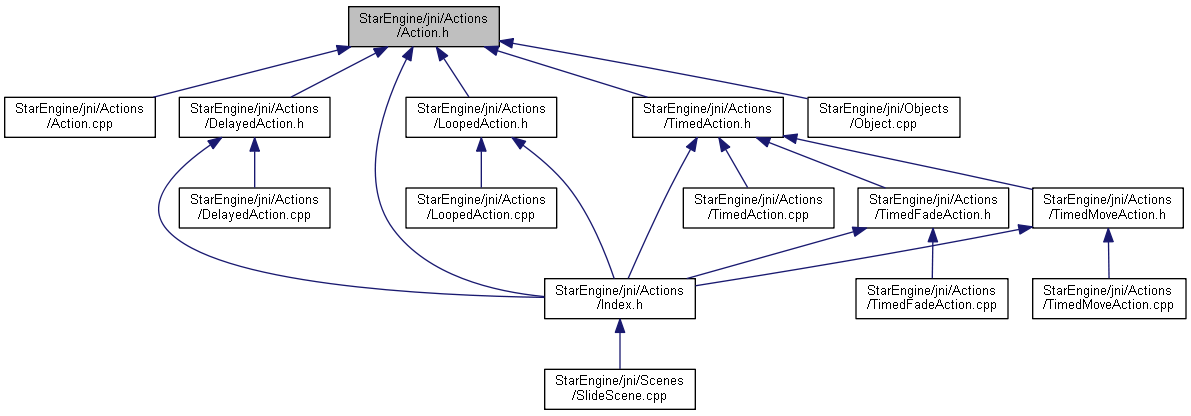 StarEngine/jni/Actions
/Action.h
StarEngine/jni/Actions
/Action.cpp
StarEngine/jni/Actions
/DelayedAction.h
StarEngine/jni/Actions
/LoopedAction.h
StarEngine/jni/Actions
/TimedAction.h
StarEngine/jni/Objects
/Object.cpp
StarEngine/jni/Actions
/DelayedAction.cpp
StarEngine/jni/Actions
/LoopedAction.cpp
StarEngine/jni/Actions
/TimedAction.cpp
StarEngine/jni/Actions
/TimedFadeAction.h
StarEngine/jni/Actions
/TimedMoveAction.h
StarEngine/jni/Actions
/Index.h
StarEngine/jni/Actions
/TimedFadeAction.cpp
StarEngine/jni/Actions
/TimedMoveAction.cpp
StarEngine/jni/Scenes
/SlideScene.cpp